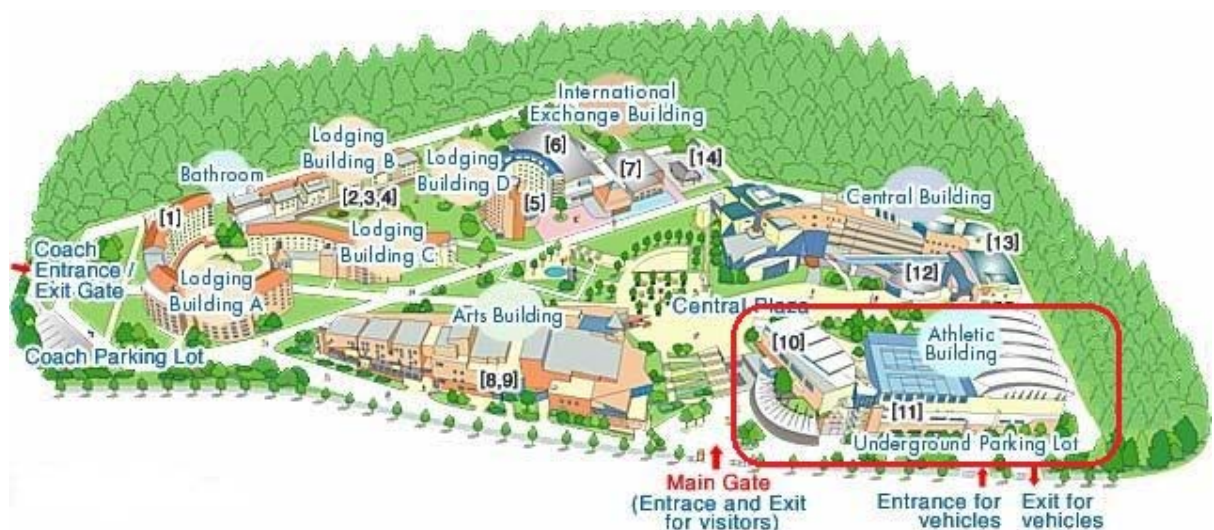 International
Exchange Building
Lodging
Building B
[6]
Lodging
Building D
[7]
[14]
Bathroom
[2,3,4]
[5]
Central Building
[1]
Lodging
Building C
[13]
Coach
Entrance /
Exit Gate
[12]
Lodging
Building A
Arts Building
Central Plaza
Athletic
Building
[10]
Coach Parking Lot
[8,9]
[11]
Underground Parking Lot
Main Gate
(Entrace and Exit
for visitors)
Entrance for
vehicles
Exit for
vehicles